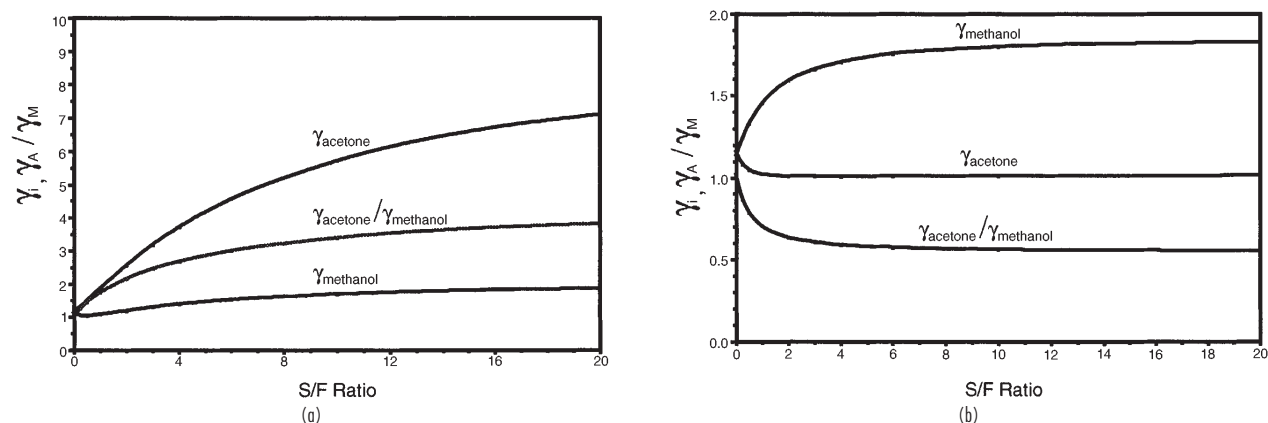 10
9
8
7
6
5
4
3
2
1
0
γi, γA / γM
γacetone
γacetone/γmethanol
γmethanol
0 4 8 12 16 20
S/F Ratio
(a)
2.0
1.5
1.0
0.5
0.0
γi, γA / γM
γmethanol
γacetone
γacetone/γmethanol
0 2 4 6 8 10 12 14 16 18 20
S/F Ratio
(b)